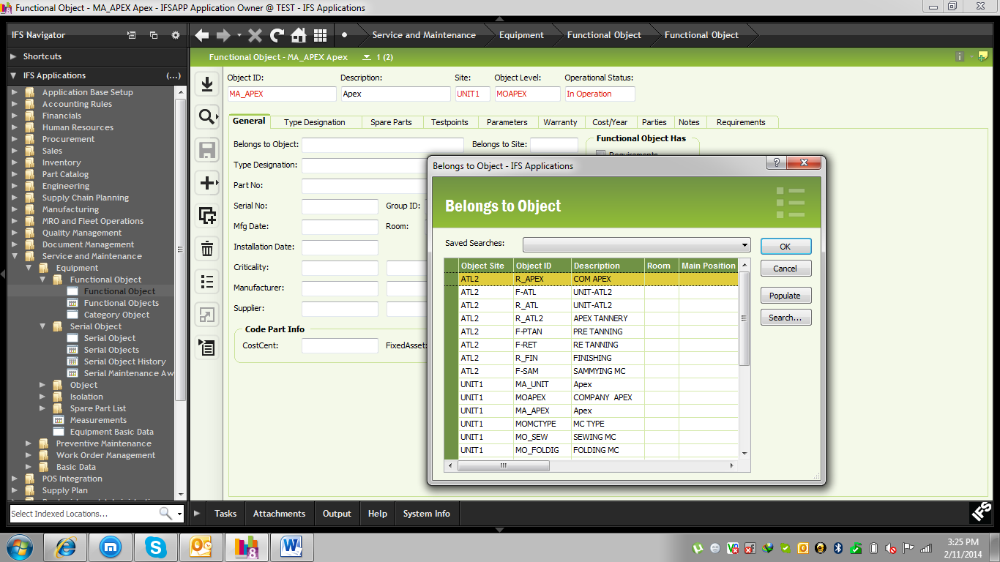 Functional Object - MA_APEX Apex - IFSAPP Application Owner @ TEST - IFS Applications
IFS Navigator
Service and Maintenance
Equipment
Functional Object
Functional Object
Shortcuts
IFS Applications
(...)
Application Base Setup
Accounting Rules
Financials
Human Resources
Procurement
Sales
Inventory
Part Catalog
Engineering
Supply Chain Planning
Manufacturing
MRO and Fleet Operations
Quality Management
Document Management
Service and Maintenance
Equipment
Functional Object
Functional Object
Functional Objects
Category Object
Serial Object
Serial Object
Serial Objects
Serial Object History
Serial Maintenance Aw
Object
Isolation
Spare Part List
Measurements
Equipment Basic Data
Preventive Maintenance
Work Order Management
Basic Data
POS Integration
Supply Plan
Select Indexed Locations...
Functional Object - MA_APEX Apex
1 (2)
Object ID:
Description:
Site:
Object Level:
Operational Status:
MA_APEX
Apex
UNIT1
MOAPEX
In Operation
General
Type Designation
Spare Parts
Testpoints
Parameters
Warranty
Cost/Year
Parties
Notes
Requirements
Belongs to Object:
Belongs to Site:
Functional Object Has
Requirements
Type Designation:
Part No:
Serial No:
Group ID:
Mfg Date:
Room:
Installation Date:
Criticality:
Manufacturer:
Supplier:
Code Part Info
CostCent:
FixedAsset:
Belongs to Object - IFS Applications
Belongs to Object
Saved Searches:
OK
Cancel
Populate
Search...
Object Site Object ID Description Room Main Position
ATL2 R_APEX COM APEX
ATL2 F-ATL UNIT-ATL2
ATL2 R_ATL UNIT-ATL2
ATL2 R_ATL2 APEX TANNERY
ATL2 F-PTAN PRE TANNING
ATL2 F-RET RE TANNING
ATL2 R_FIN FINISHING
ATL2 F-SAM SAMMYING MC
UNIT1 MA_UNIT Apex
UNIT1 MOAPEX COMPANY APEX
UNIT1 MA_APEX Apex
UNIT1 MOMCTYPE MC TYPE
UNIT1 MO_SEW SEWING MC
UNIT1 MO_FOLDIG FOLDING MC
Tasks
Attachments
Output
Help
System Info
IFS
3:25 PM
2/11/2014